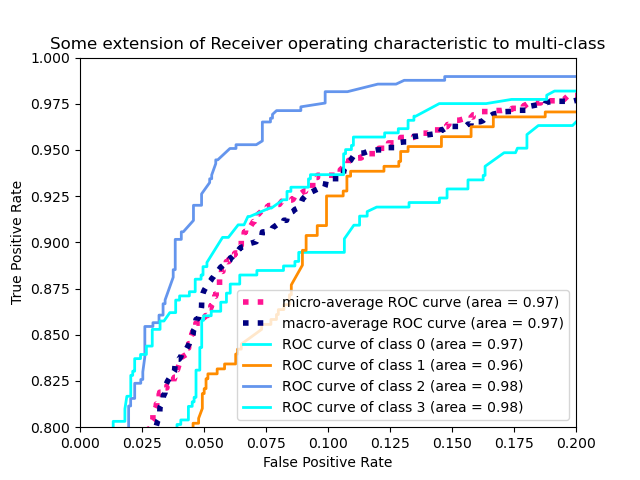 Some extension of Receiver operating characteristic to multi-class
1.000
0.975
0.950
0.925
0.900
0.875
0.850
0.825
0.800
True Positive Rate
micro-average ROC curve (area = 0.97)
macro-average ROC curve (area = 0.97)
ROC curve of class 0 (area = 0.97)
ROC curve of class 1 (area = 0.96)
ROC curve of class 2 (area = 0.98)
ROC curve of class 3 (area = 0.98)
0.000 0.025 0.050 0.075 0.100 0.125 0.150 0.175 0.200
False Positive Rate